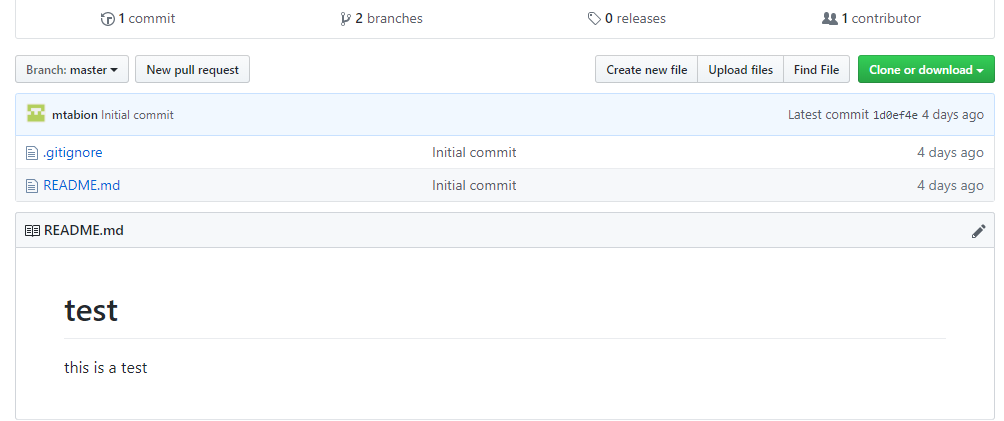 1 commit 2 branches 0 releases 1 contributor
Branch: master New pull request Create new file Upload files Find File Clone or download
mtabion Initial commit Latest commit 1d0ef4e 4 days ago
.gitignore Initial commit 4 days ago
README.md Initial commit 4 days ago
README.md
test
this is a test